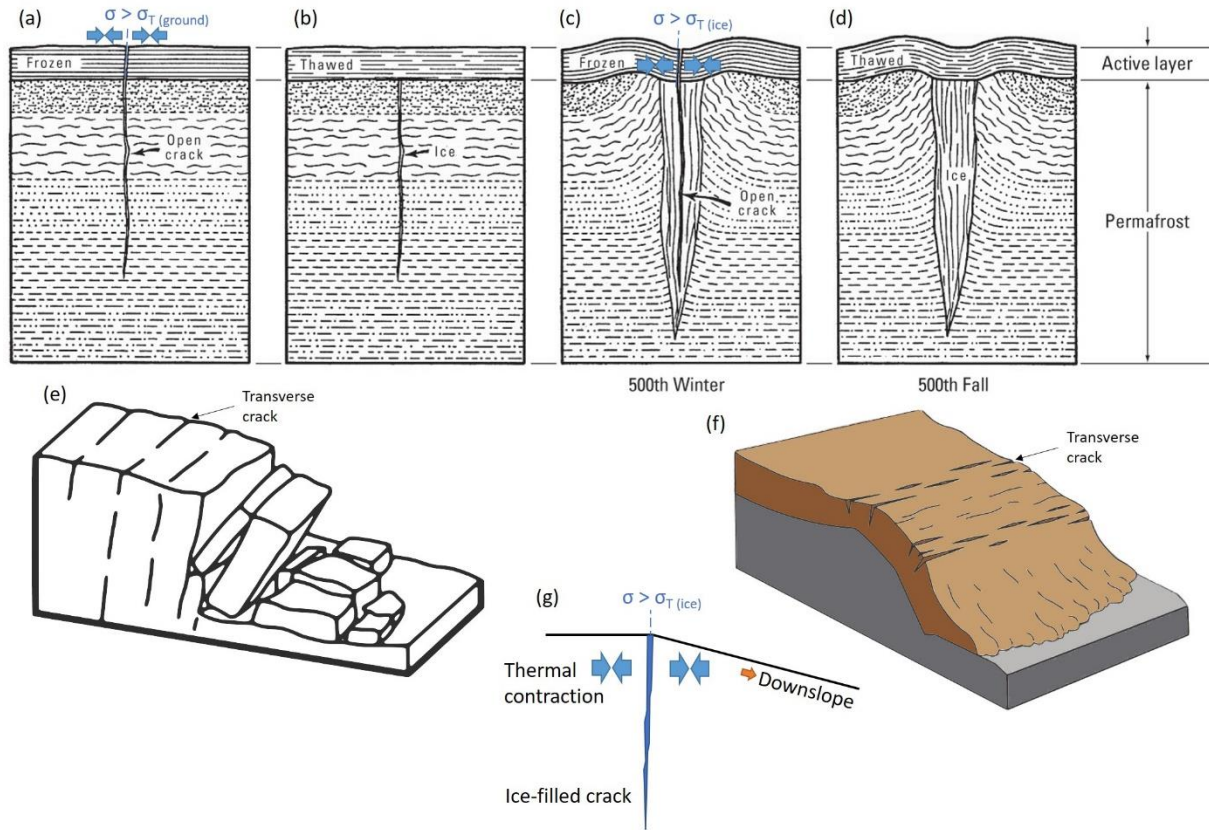 (a)
σ > σT (ground)
Frozen
Open
crack
(b)
Thawed
Ice
(c)
σ > σT (ice)
Frozen
Open
crack
500th Winter
(d)
Thawed
Ice
500th Fall
Active layer
Permafrost
(e)
Transverse
crack
(f)
Transverse
crack
(g)
σ > σT (ice)
Thermal
contraction
Downslope
Ice-filled crack